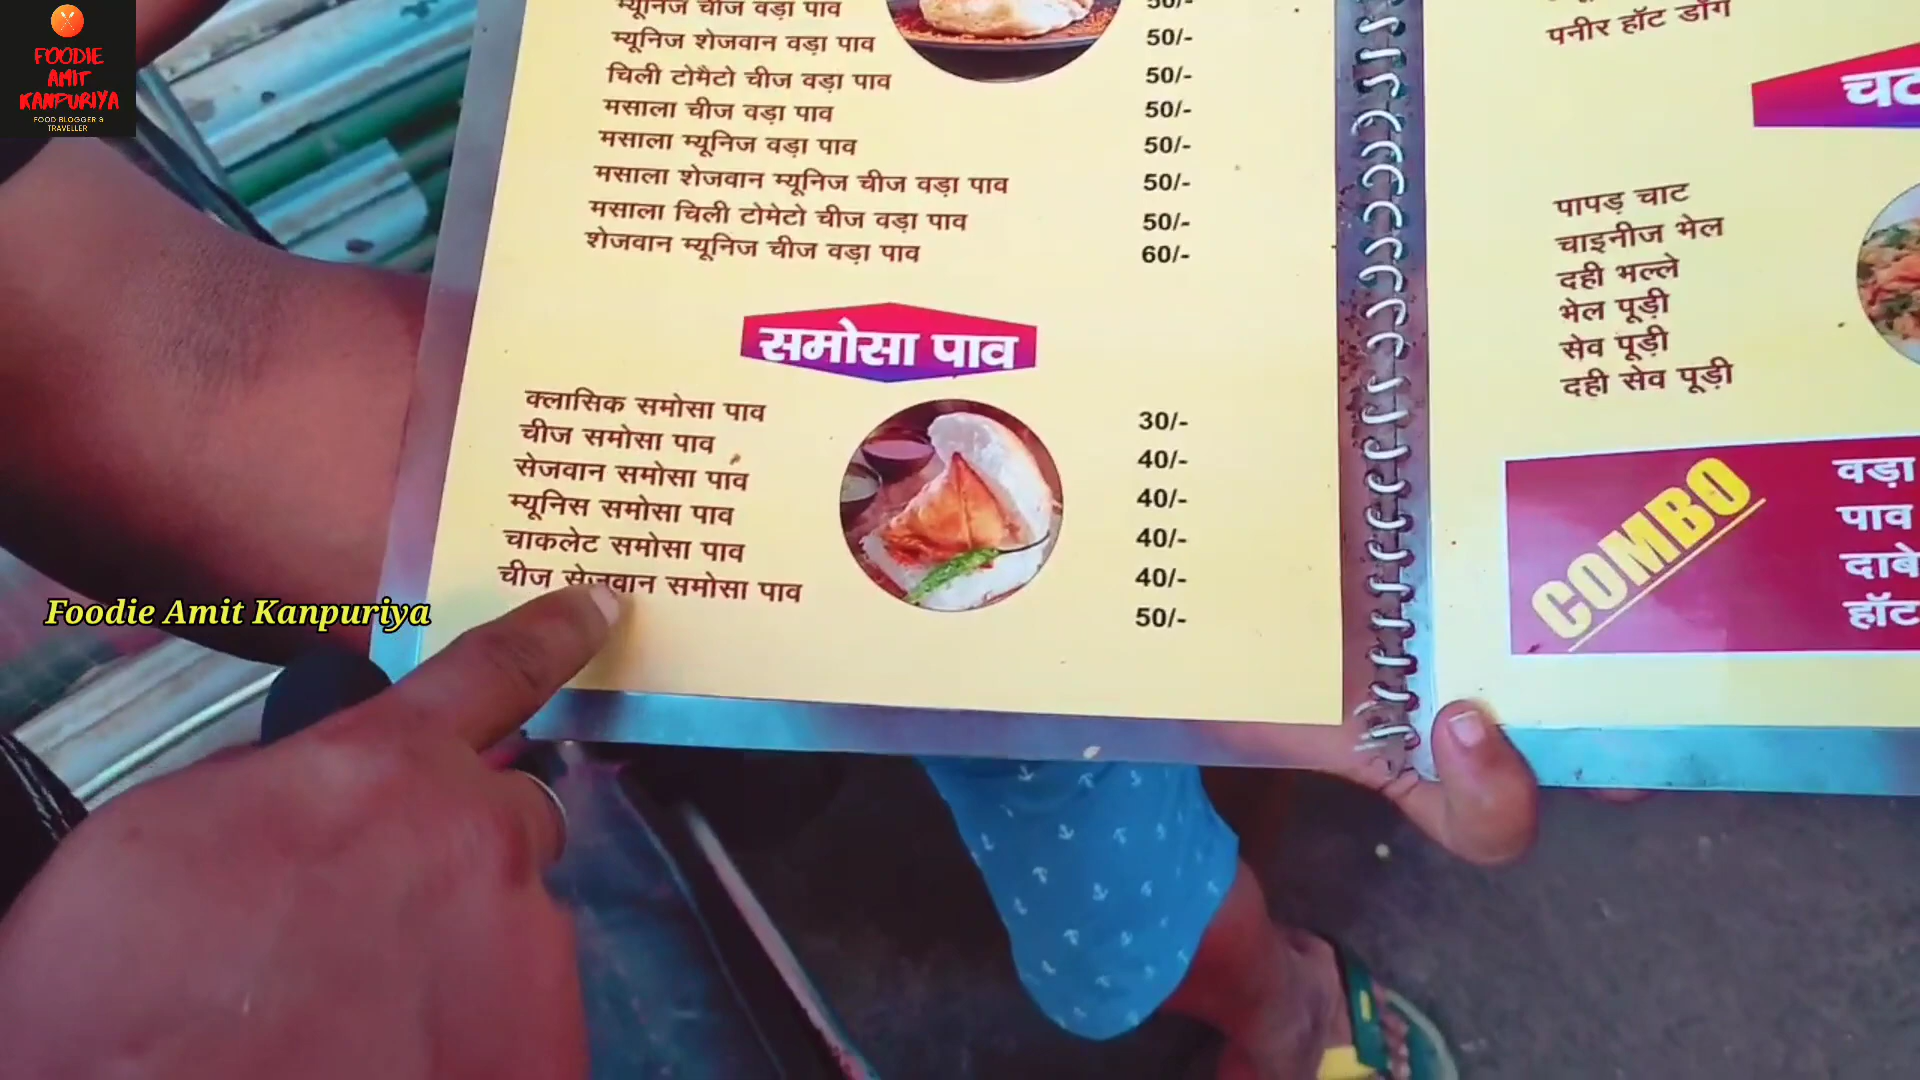 FOODIE
AMIT
KANPURIYA
FOOD BLOGGER &
TRAVELLER
म्यूनिज चीज वड़ा पाव 50/-
म्यूनिज शेजवान वड़ा पाव 50/-
चिली टोमैटो चीज वड़ा पाव 50/-
मसाला चीज वड़ा पाव 50/-
मसाला म्यूनिज वड़ा पाव 50/-
मसाला शेजवान म्यूनिज चीज वड़ा पाव 50/-
मसाला चिली टोमेटो चीज वड़ा पाव 50/-
शेजवान म्यूनिज चीज वड़ा पाव 60/-
समोसा पाव
क्लासिक समोसा पाव 30/-
चीज समोसा पाव 40/-
सेजवान समोसा पाव 40/-
म्यूनिस समोसा पाव 40/-
चाकलेट समोसा पाव 40/-
चीज सेजवान समोसा पाव 50/-
पनीर हॉट डॉग
पापड़ चाट
चाइनीज भेल
दही भल्ले
भेल पूड़ी
सेव पूड़ी
दही सेव पूड़ी
COMBO
वड़ा
पाव
हॉट
Foodie Amit Kanpuriya